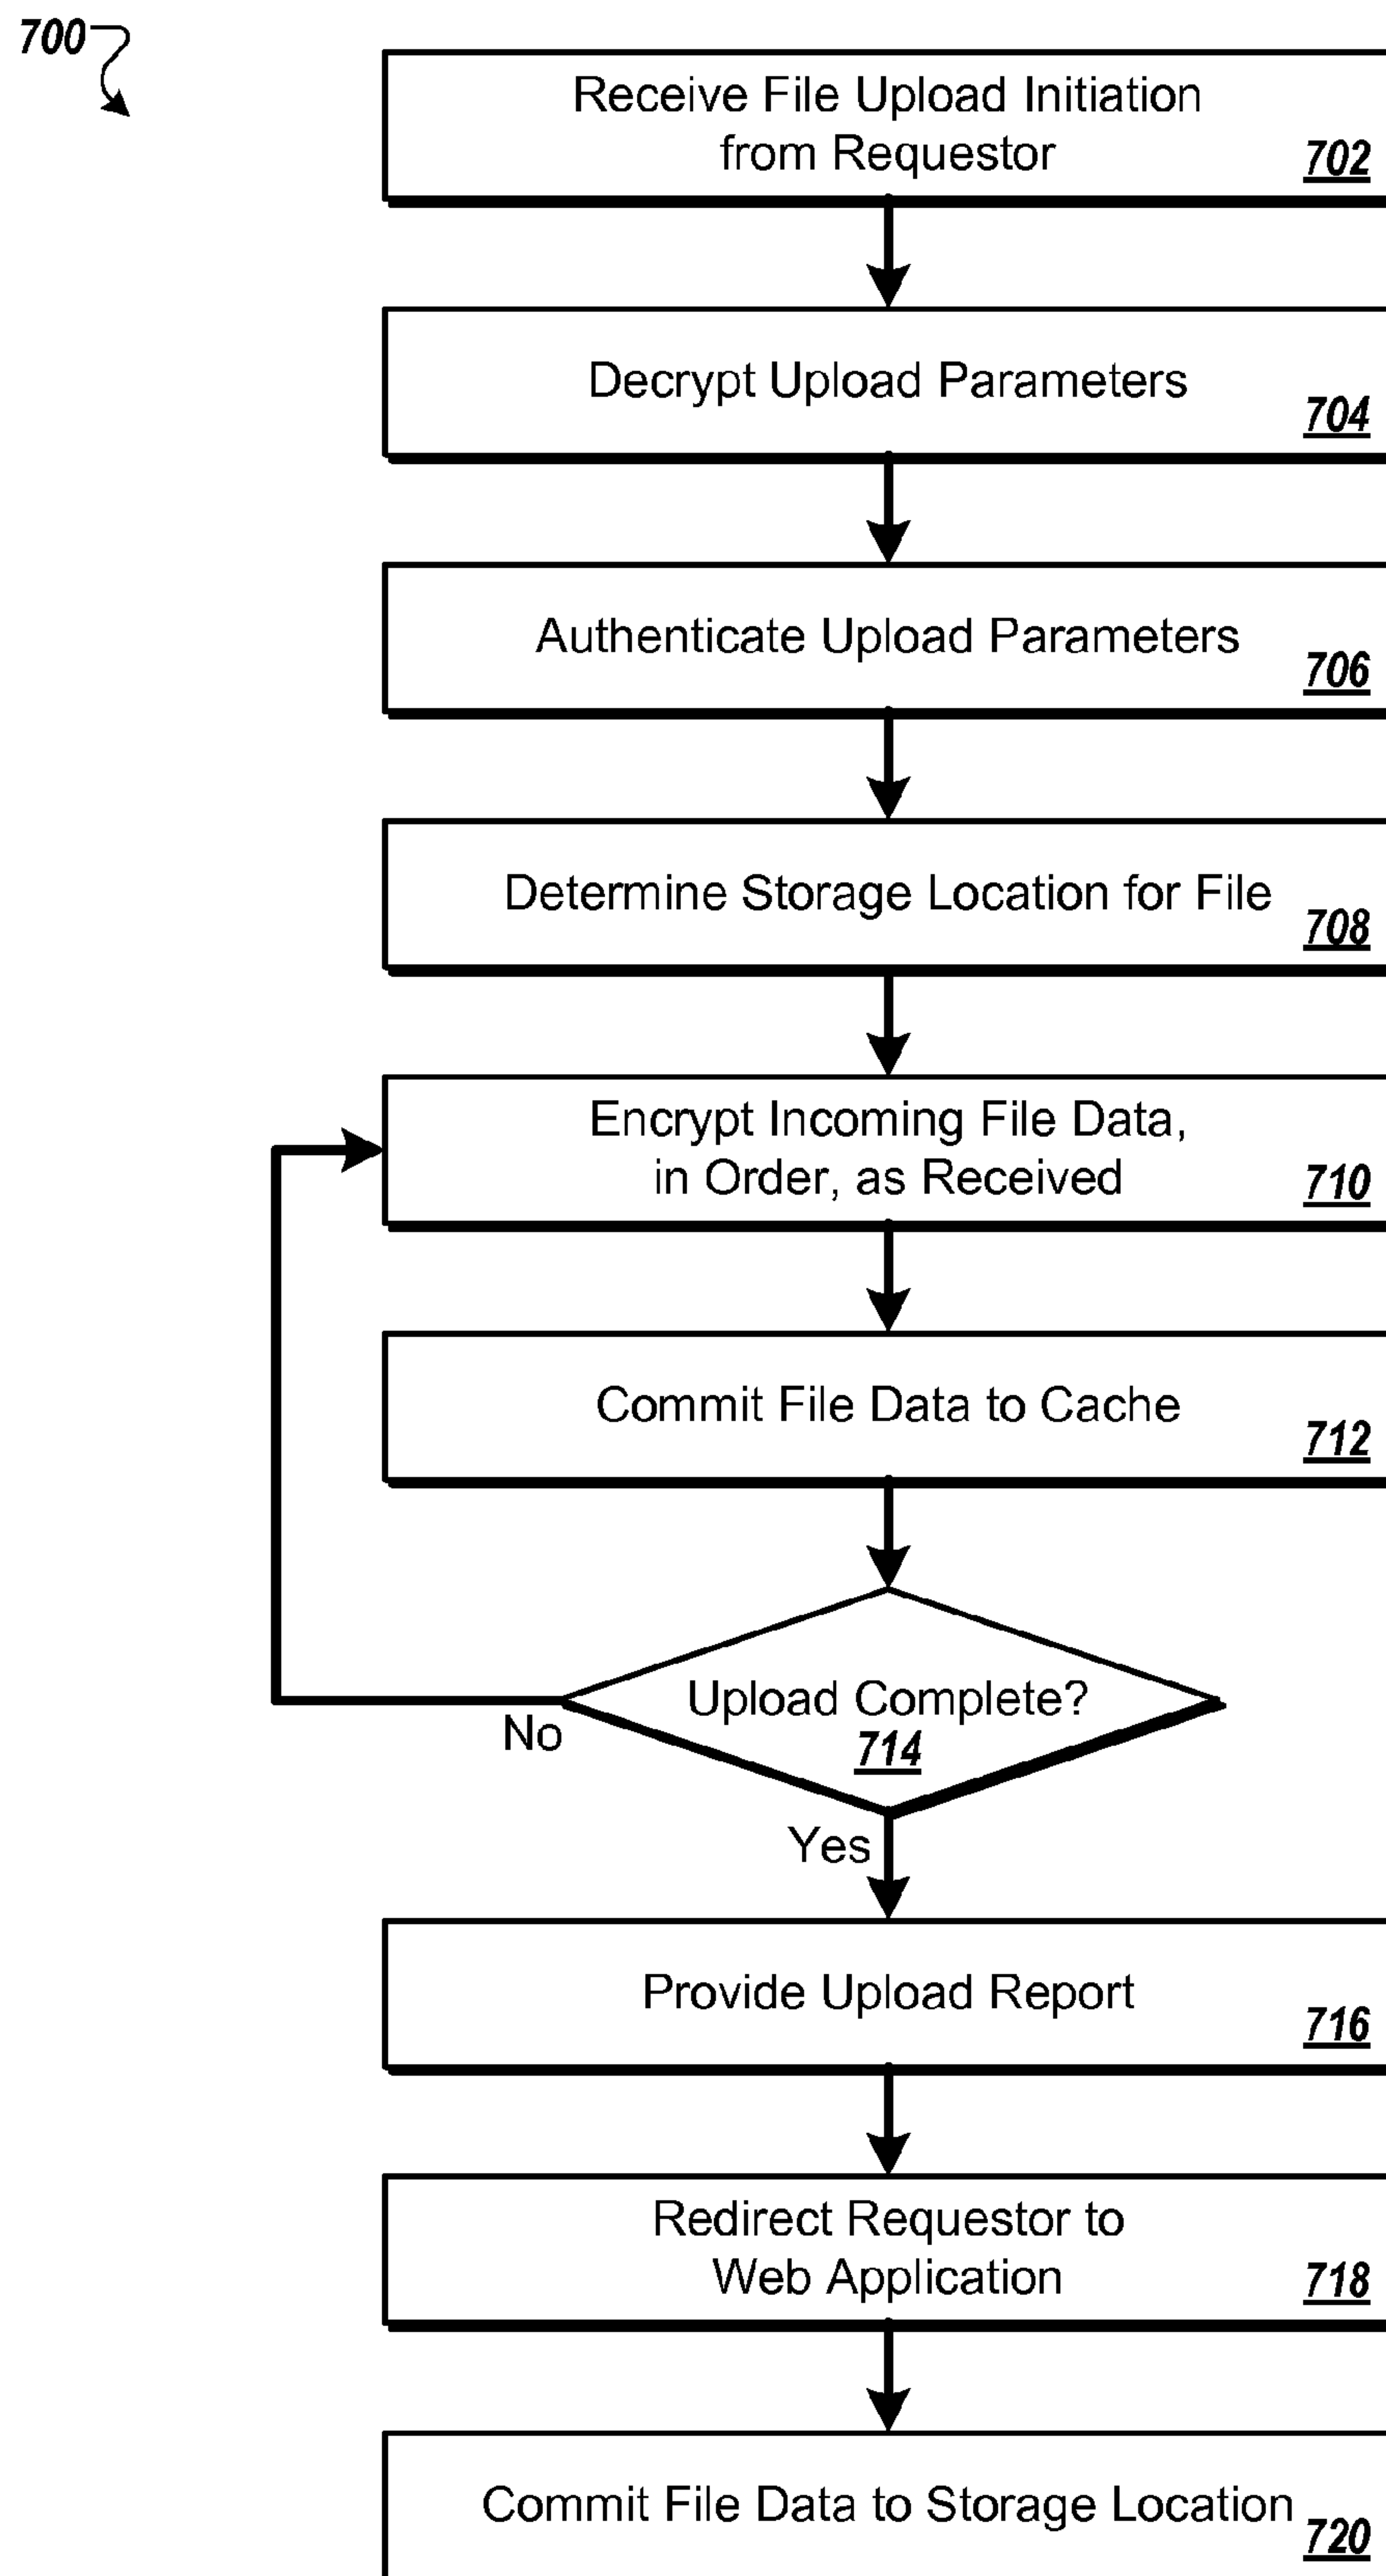 700
Receive File Upload Initiation
from Requestor
702
Decrypt Upload Parameters
704
Authenticate Upload Parameters
706
Determine Storage Location for File
708
Encrypt Incoming File Data,
in Order, as Received
710
Commit File Data to Cache
712
Upload Complete?
714
No
Yes
Provide Upload Report
716
Redirect Requestor to
Web Application
718
Commit File Data to Storage Location
720